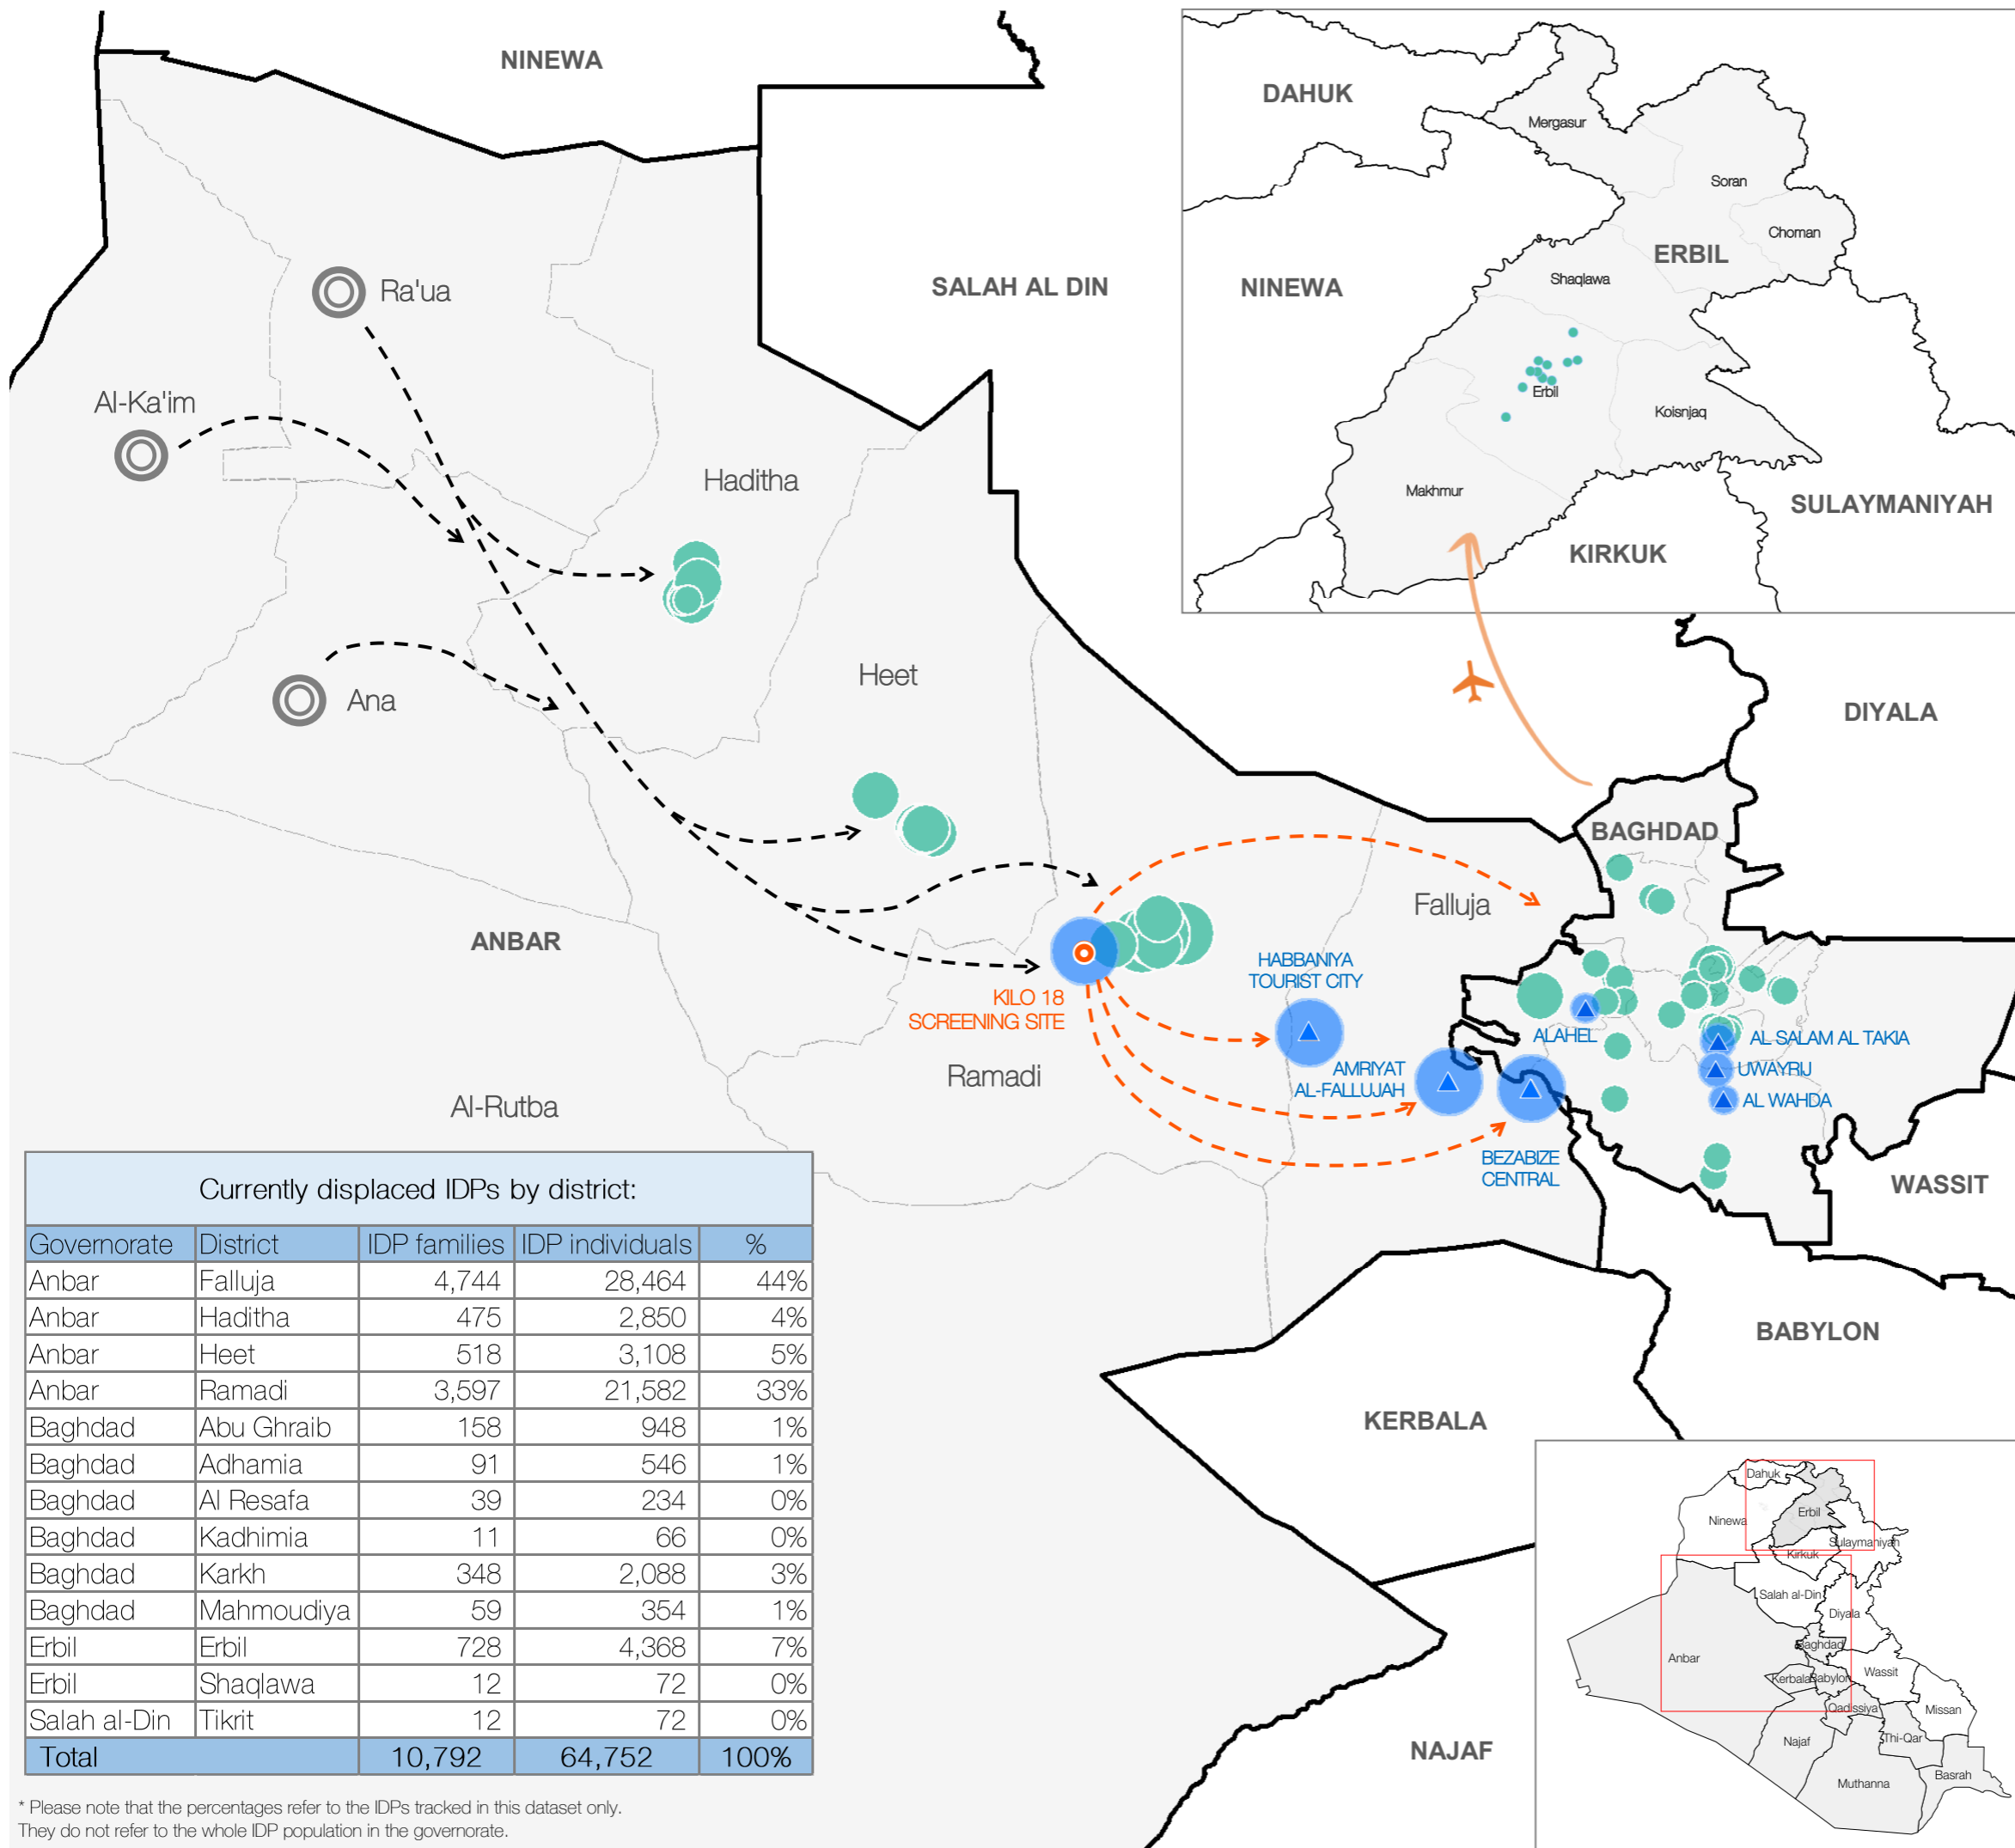 NINEWA
SALAH AL DIN
Ra'ua
Al-Ka'im
Haditha
Ana
Heet
ANBAR
Al-Rutba
Ramadi
Falluja
KILO 18
SCREENING SITE
HABBANIYA
TOURIST CITY
AMRIYAT
AL-FALLUJAH
BEZABIZE
CENTRAL
BAGHDAD
ALAHEL
AL SALAM AL TAKIA
UWAYRIJ
AL WAHDA
DIYALA
WASSIT
BABYLON
KERBALA
NAJAF
DAHUK
Mergasur
Soran
Choman
ERBIL
Shaqlawa
NINEWA
Erbil
Koisnjaq
Makhmur
SULAYMANIYAH
KIRKUK
Currently displaced IDPs by district:
Governorate District IDP families IDP individuals %
Anbar Falluja 4,744 28,464 44%
Anbar Haditha 475 2,850 4%
Anbar Heet 518 3,108 5%
Anbar Ramadi 3,597 21,582 33%
Baghdad Abu Ghraib 158 948 1%
Baghdad Adhamia 91 546 1%
Baghdad Al Resafa 39 234 0%
Baghdad Kadhimia 11 66 0%
Baghdad Karkh 348 2,088 3%
Baghdad Mahmoudiya 59 354 1%
Erbil Erbil 728 4,368 7%
Erbil Shaqlawa 12 72 0%
Salah al-Din Tikrit 12 72 0%
Total 10,792 64,752 100%
* Please note that the percentages refer to the IDPs tracked in this dataset only.
They do not refer to the whole IDP population in the governorate.
Dahuk
Ninewa
Erbil
Sulaymaniyah
Kirkuk
Salah al-Din
Diyala
Baghdad
Anbar
Wassit
Kerbala
Babylon
Qadissiya
Missan
Najaf
Thi-Qar
Basrah
Muthanna